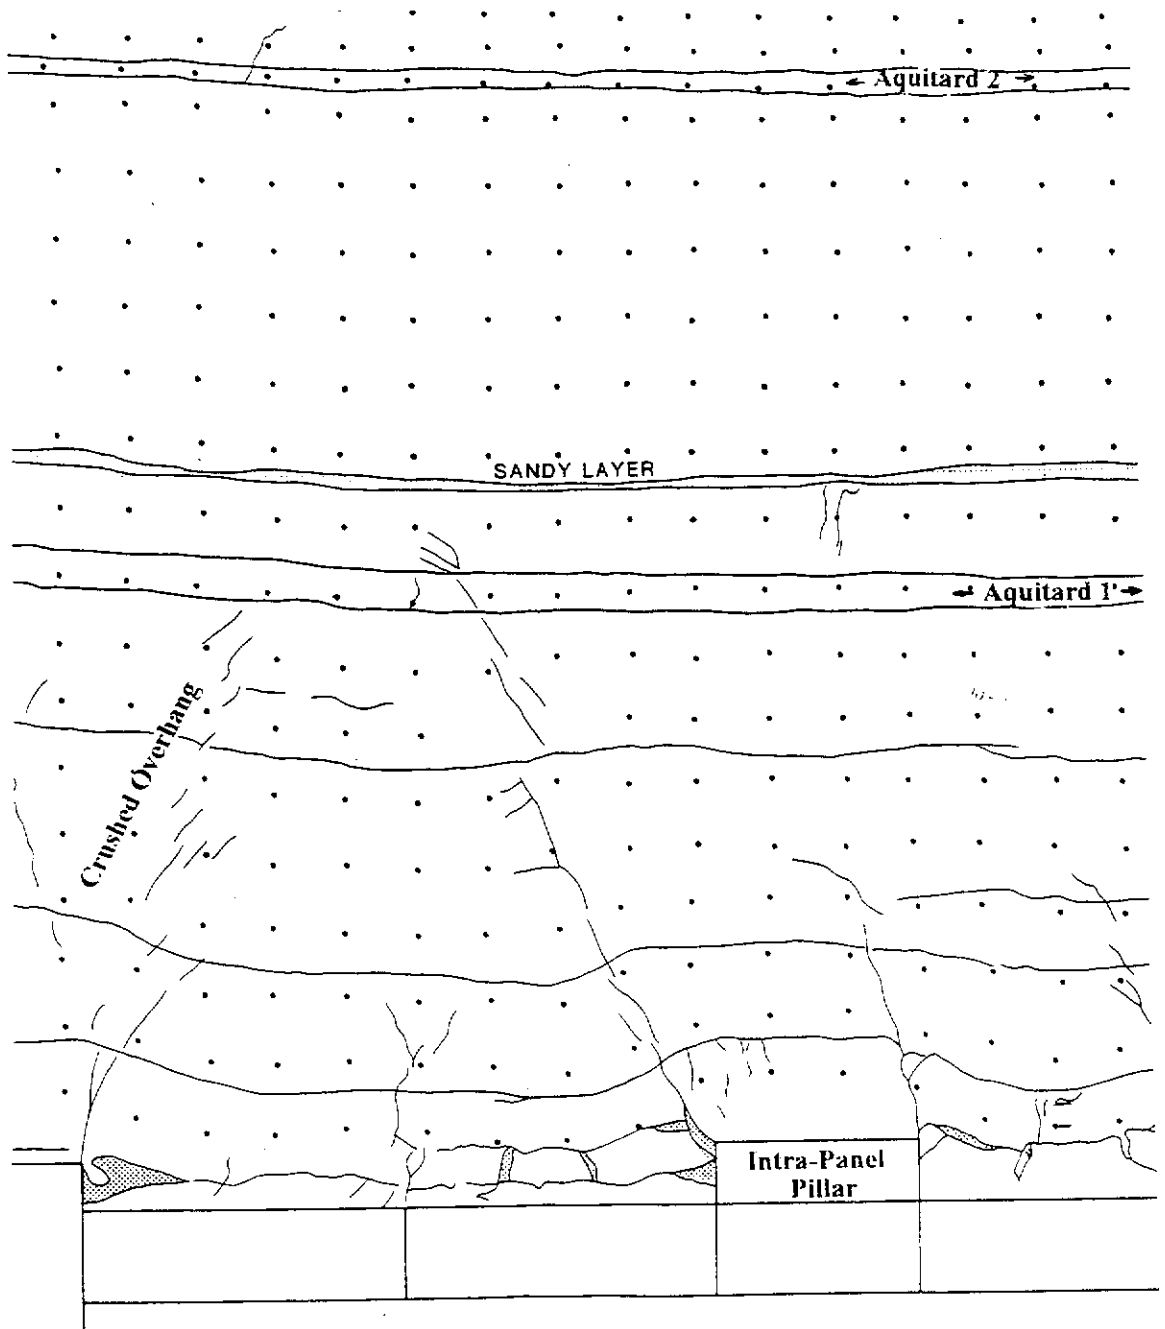 Aquitard 2
SANDY LAYER
Aquitard 1
Crushed Overhang
Intra-Panel
Pillar